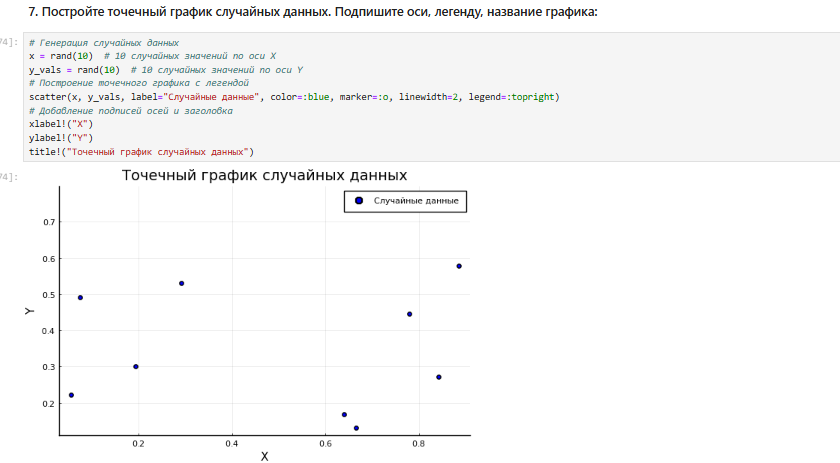 7. Постройте точечный график случайных данных. Подпишите оси, легенду, название графика:
74]:
# Генерация случайных данных
x = rand(10)  # 10 случайных значений по оси X
y_vals = rand(10)  # 10 случайных значений по оси Y
# Построение точечного графика с легендой
scatter(x, y_vals, label="Случайные данные", color=:blue, marker=:o, linewidth=2, legend=:topright)
# Добавление подписей осей и заголовка
xlabel!("X")
ylabel!("Y")
title!("Точечный график случайных данных")
74]:
Точечный график случайных данных
Случайные данные
0.7
0.6
0.5
0.4
0.3
0.2
Y
0.2 0.4 0.6 0.8
X